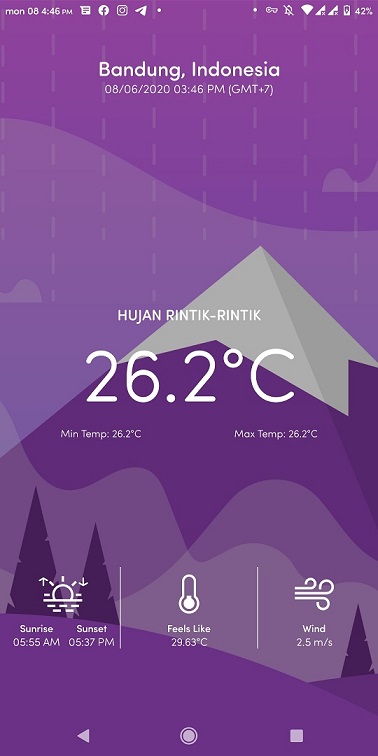 mon 08 4:46 PM 42%
Bandung, Indonesia
08/06/2020 03:46 PM (GMT+7)
HUJAN RINTIK-RINTIK
26.2°C
Min Temp: 26.2°C Max Temp: 26.2°C
Sunrise Sunset Feels Like Wind
05:55 AM 05:37 PM 29.63°C 2.5 m/s